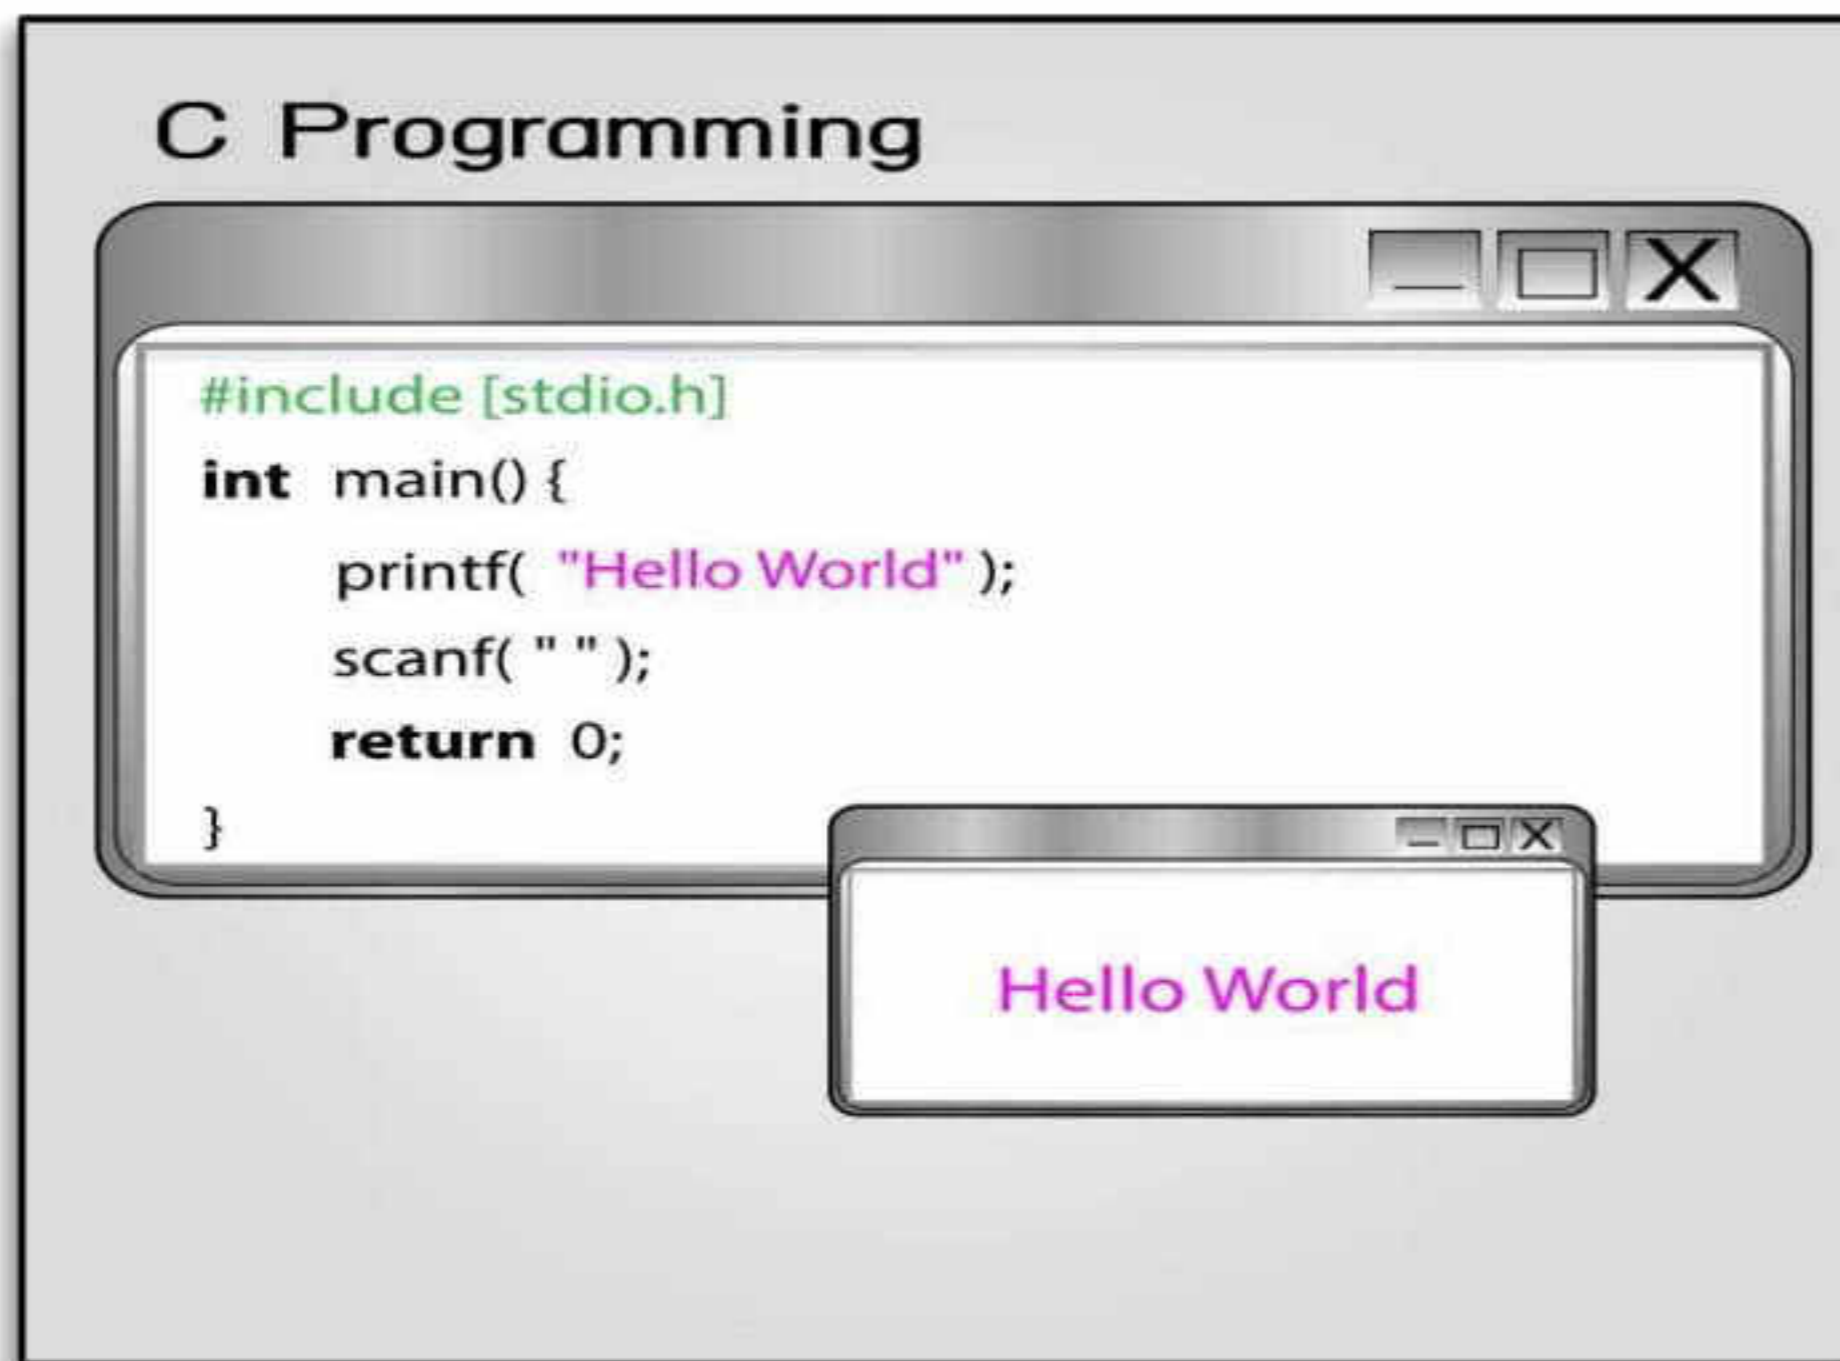 C Programming
#include [stdio.h]
int main() {
printf( "Hello World" );
scanf( " " );
return 0;
}
Hello World